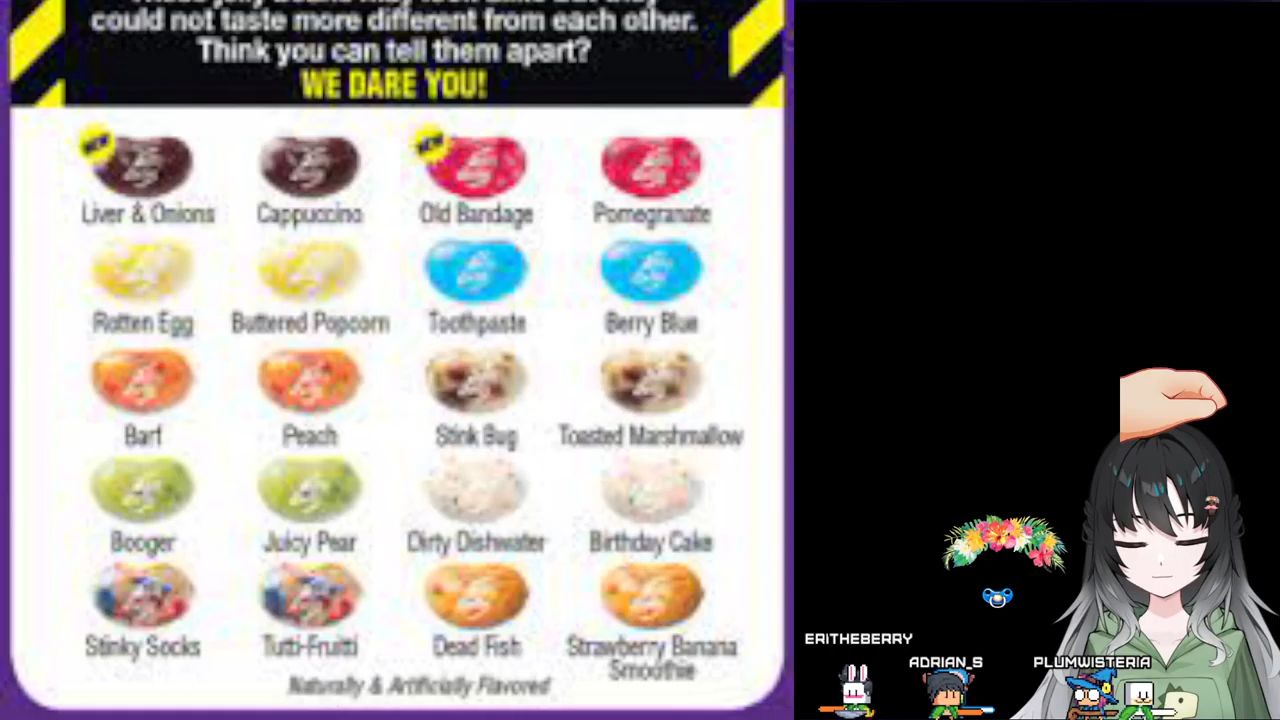 could not taste more different from each other.
Think you can tell them apart?
WE DARE YOU!
NEW
NEW
Liver & Onions
Cappuccino
Old Bandage
Pomegranate
Rotten Egg
Buttered Popcorn
Toothpaste
Berry Blue
Barf
Peach
Stink Bug
Toasted Marshmallow
Booger
Juicy Pear
Dirty Dishwater
Birthday Cake
Stinky Socks
Tutti-Fruitti
Dead Fish
Strawberry Banana
Smoothie
Naturally & Artificially Flavored
ERITHEBERRY
ADRIAN_S
PLUMWISTERIA